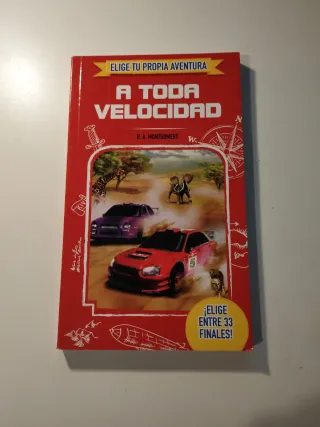 ELIGE TU PROPIA AVENTURA
A TODA
VELOCIDAD
R. A. MONTGOMERY
¡ELIGE
ENTRE 33
FINALES!